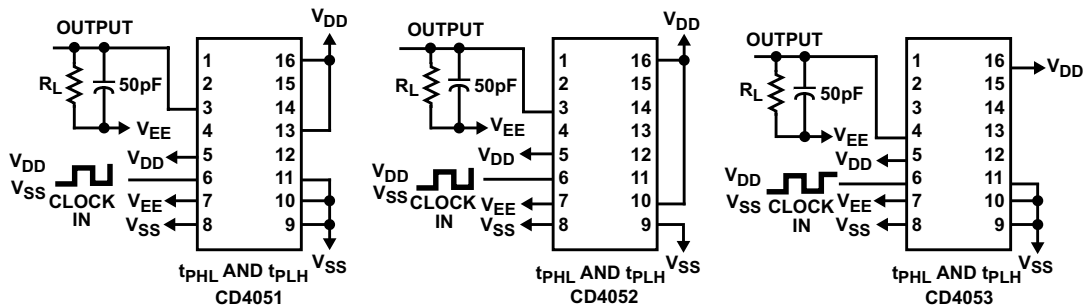 OUTPUT
R_L
50pF
V_EE
V_DD
V_DD
V_SS
CLOCK
IN
V_EE
V_SS
1
2
3
4
5
6
7
8
16
15
14
13
12
11
10
9
V_DD
V_SS
t_PHL AND t_PLH
CD4051
OUTPUT
R_L
50pF
V_EE
V_DD
V_DD
V_SS
CLOCK
IN
V_EE
V_SS
1
2
3
4
5
6
7
8
16
15
14
13
12
11
10
9
V_DD
V_SS
t_PHL AND t_PLH
CD4052
OUTPUT
R_L
50pF
V_EE
V_DD
V_DD
V_SS
CLOCK
IN
V_EE
V_SS
1
2
3
4
5
6
7
8
16
15
14
13
12
11
10
9
V_DD
V_SS
t_PHL AND t_PLH
CD4053